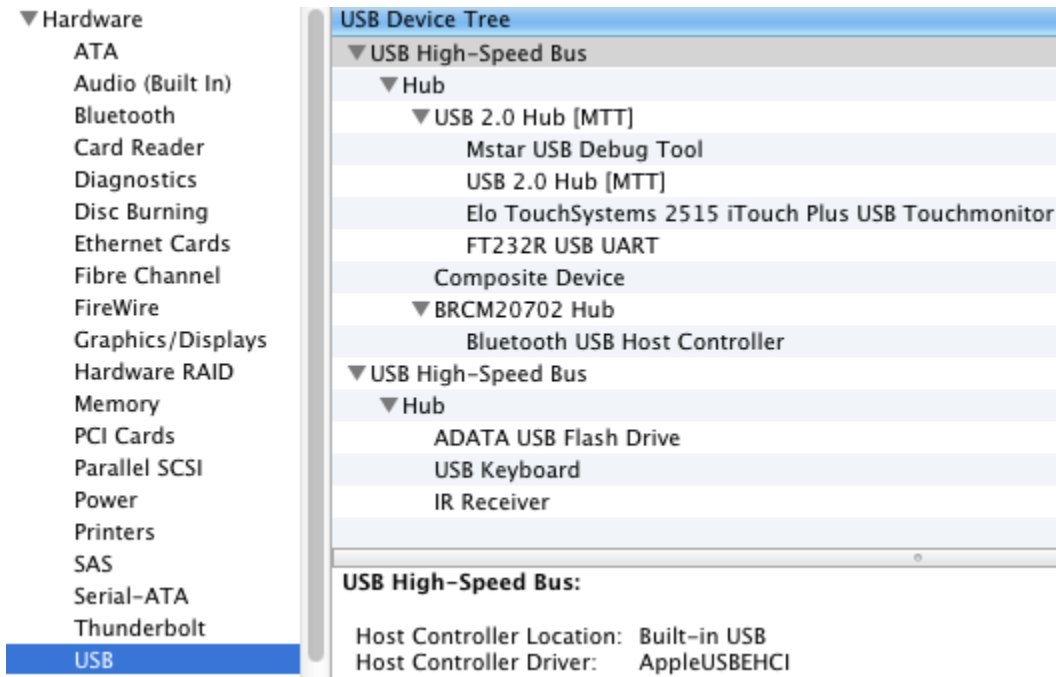 Hardware
ATA
Audio (Built In)
Bluetooth
Card Reader
Diagnostics
Disc Burning
Ethernet Cards
Fibre Channel
FireWire
Graphics/Displays
Hardware RAID
Memory
PCI Cards
Parallel SCSI
Power
Printers
SAS
Serial-ATA
Thunderbolt
USB
USB Device Tree
USB High-Speed Bus
Hub
USB 2.0 Hub [MTT]
Mstar USB Debug Tool
USB 2.0 Hub [MTT]
Elo TouchSystems 2515 iTouch Plus USB Touchmonitor
FT232R USB UART
Composite Device
BRCM20702 Hub
Bluetooth USB Host Controller
USB High-Speed Bus
Hub
ADATA USB Flash Drive
USB Keyboard
IR Receiver
USB High-Speed Bus:
Host Controller Location: Built-in USB
Host Controller Driver: AppleUSBEHCI